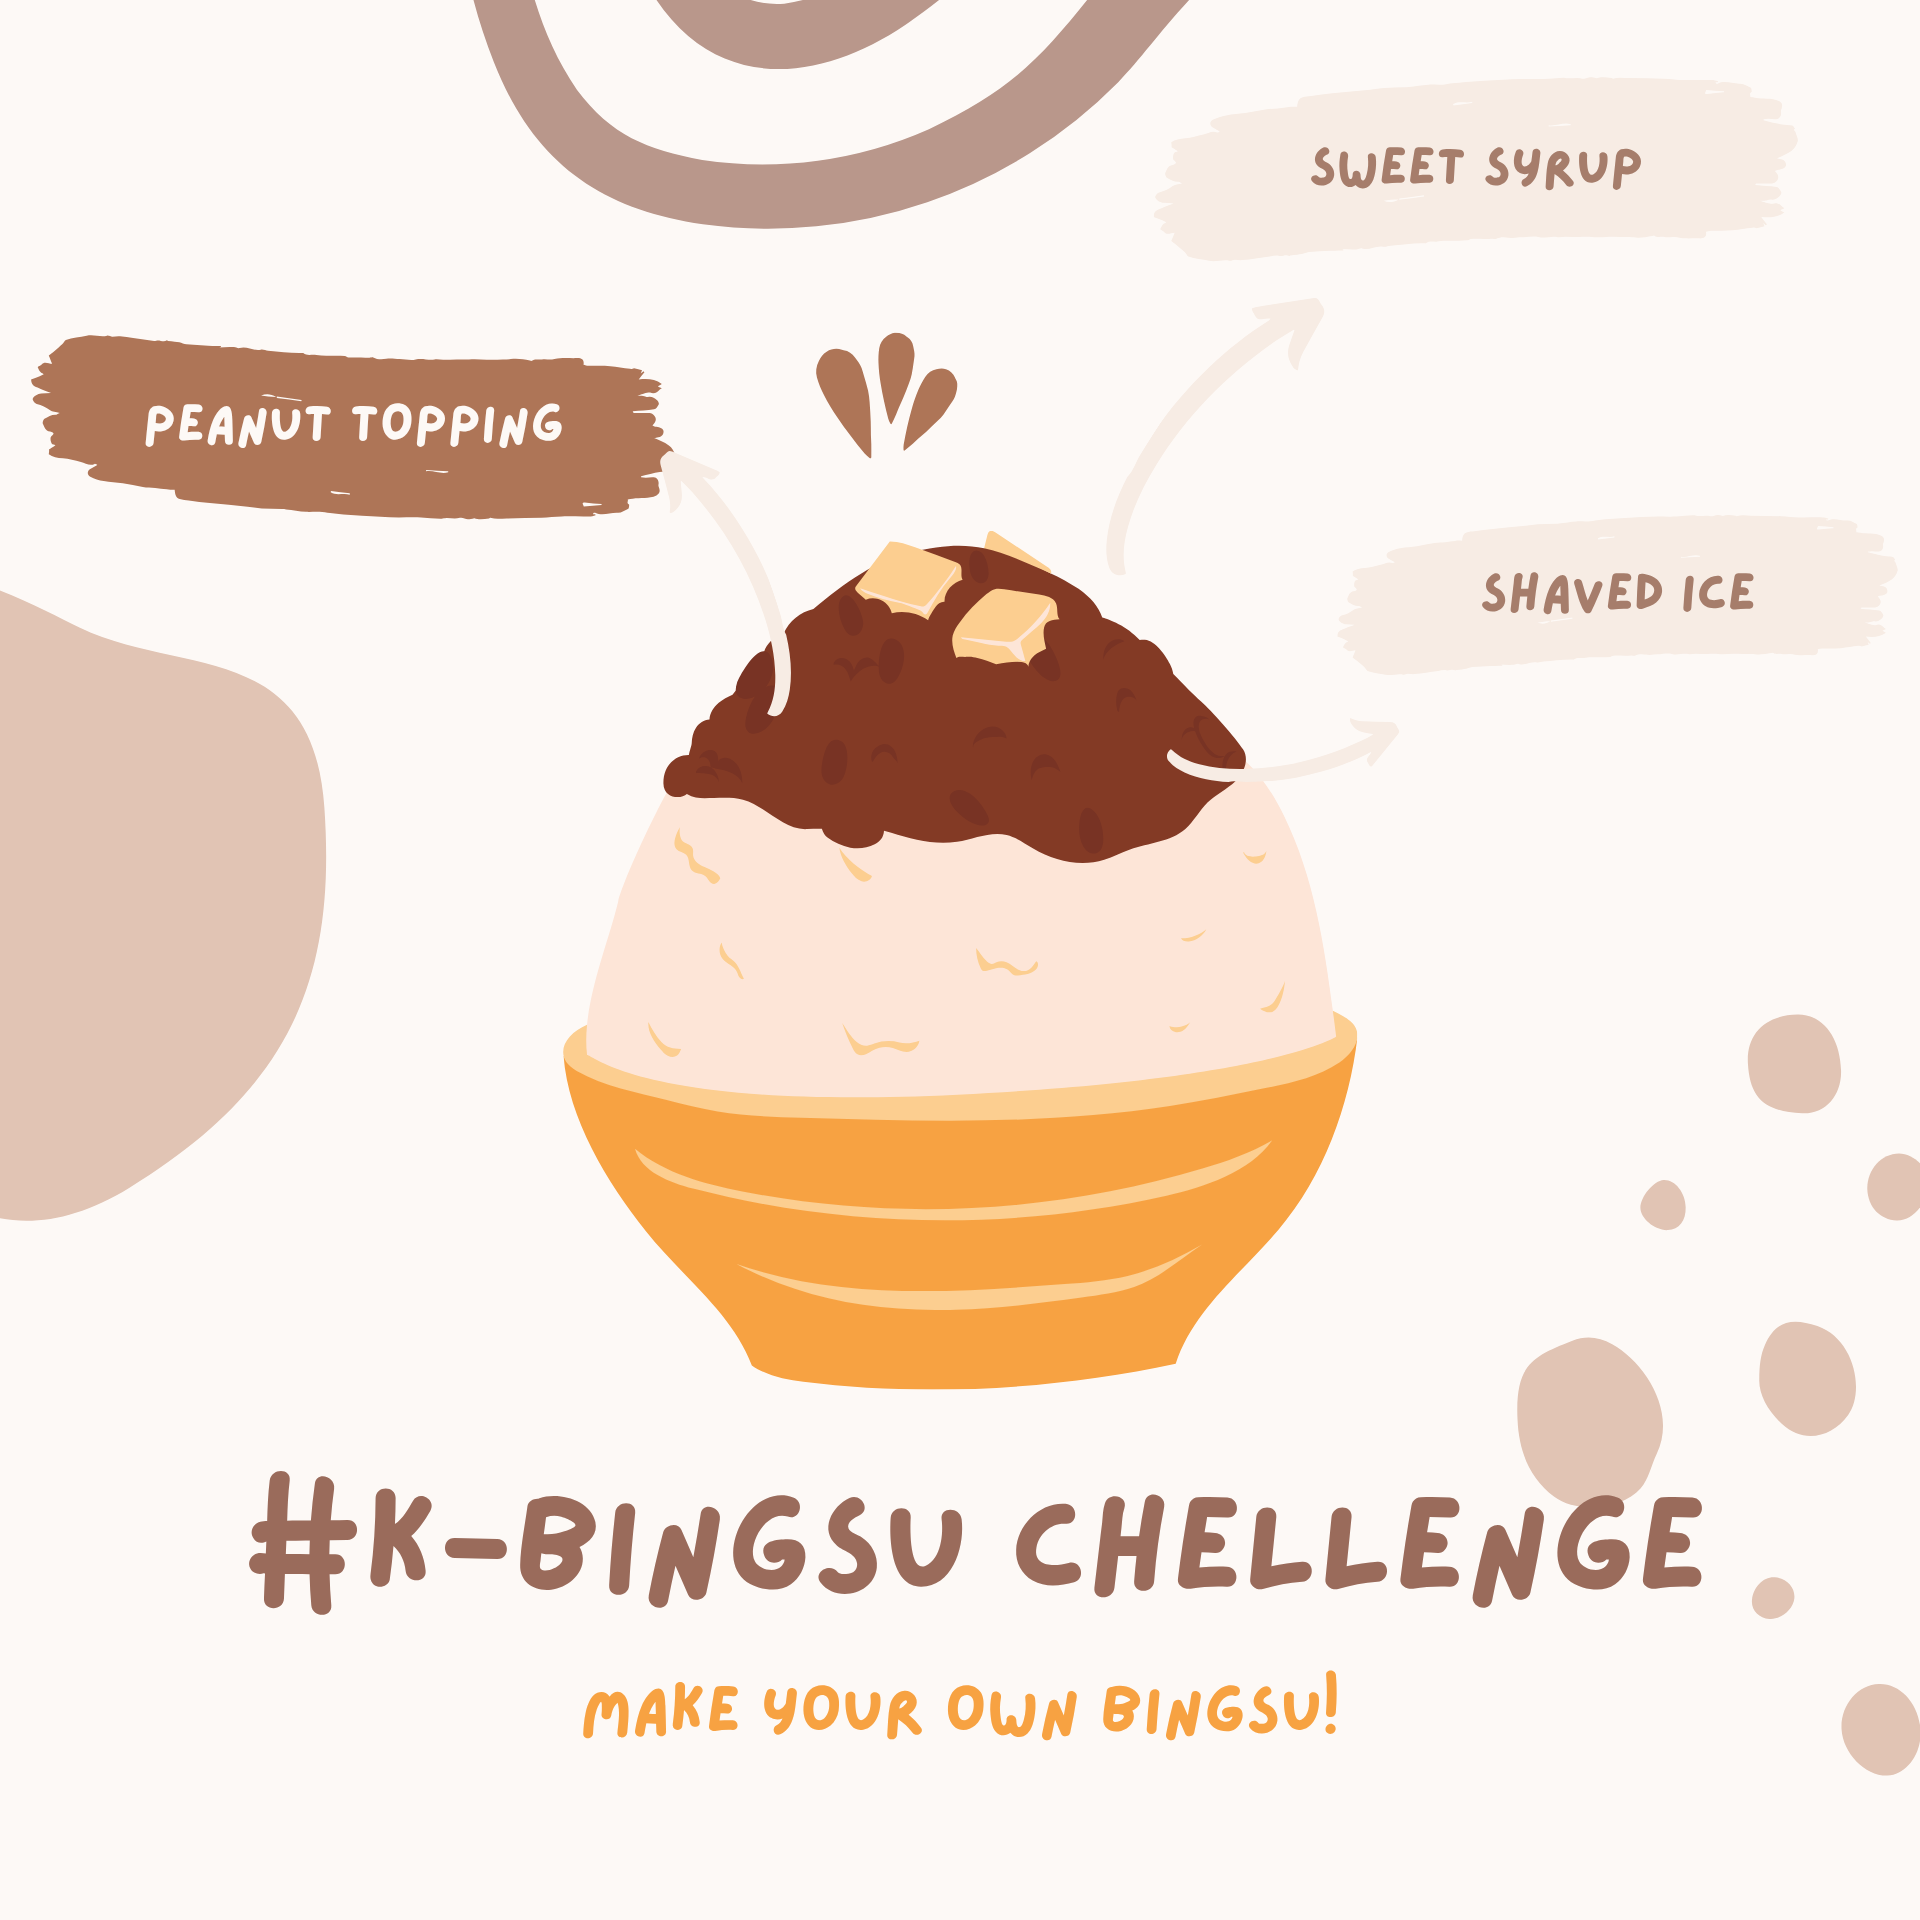 SWEET SYRUP
PEANUT TOPPING
SHAVED ICE
#K-BINGSU CHELLENGE
MAKE YOUR OWN BINGSU!